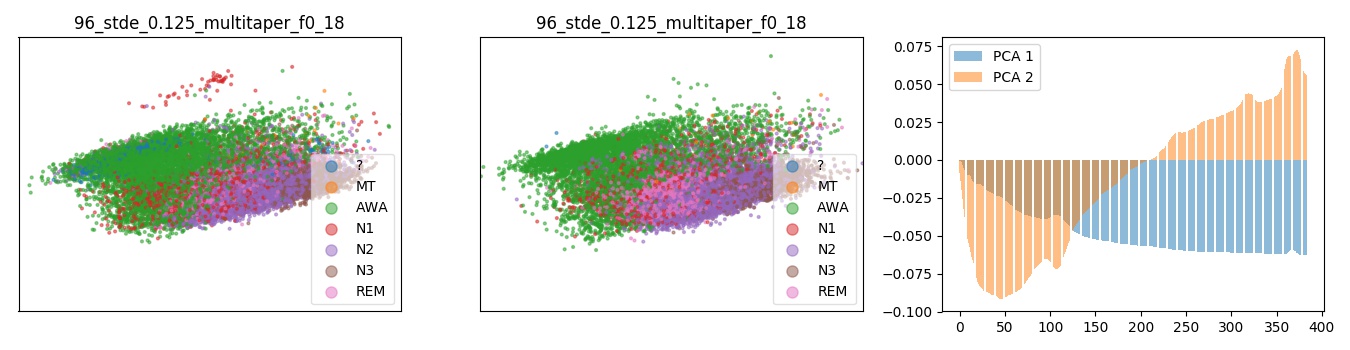 96_stde_0.125_multitaper_f0_18
?
MT
AWA
N1
N2
N3
REM
96_stde_0.125_multitaper_f0_18
?
MT
AWA
N1
N2
N3
REM
PCA 1
PCA 2
0.075
0.050
0.025
0.000
−0.025
−0.050
−0.075
−0.100
0 50 100 150 200 250 300 350 400